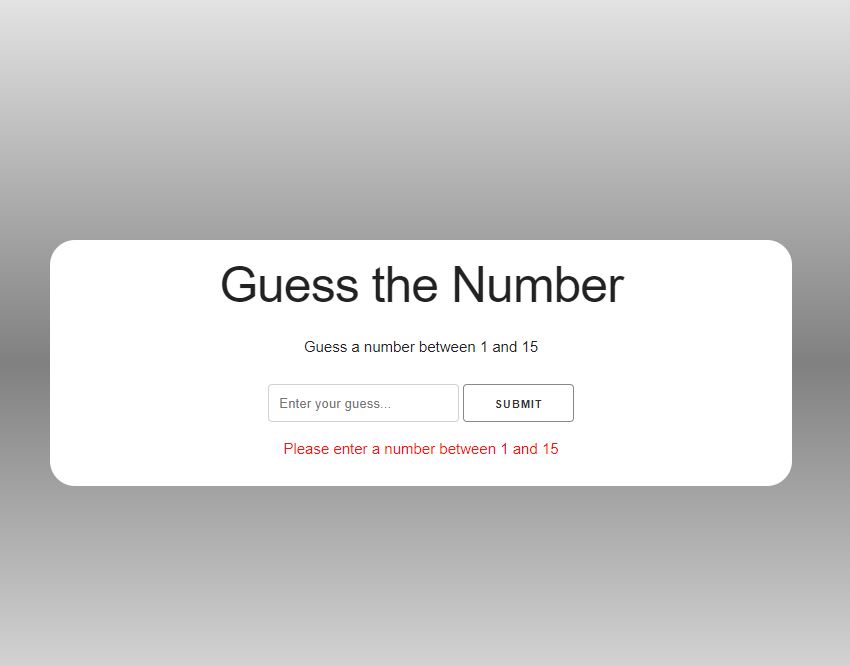 Guess the Number
Guess a number between 1 and 15
Enter your guess... SUBMIT
Please enter a number between 1 and 15